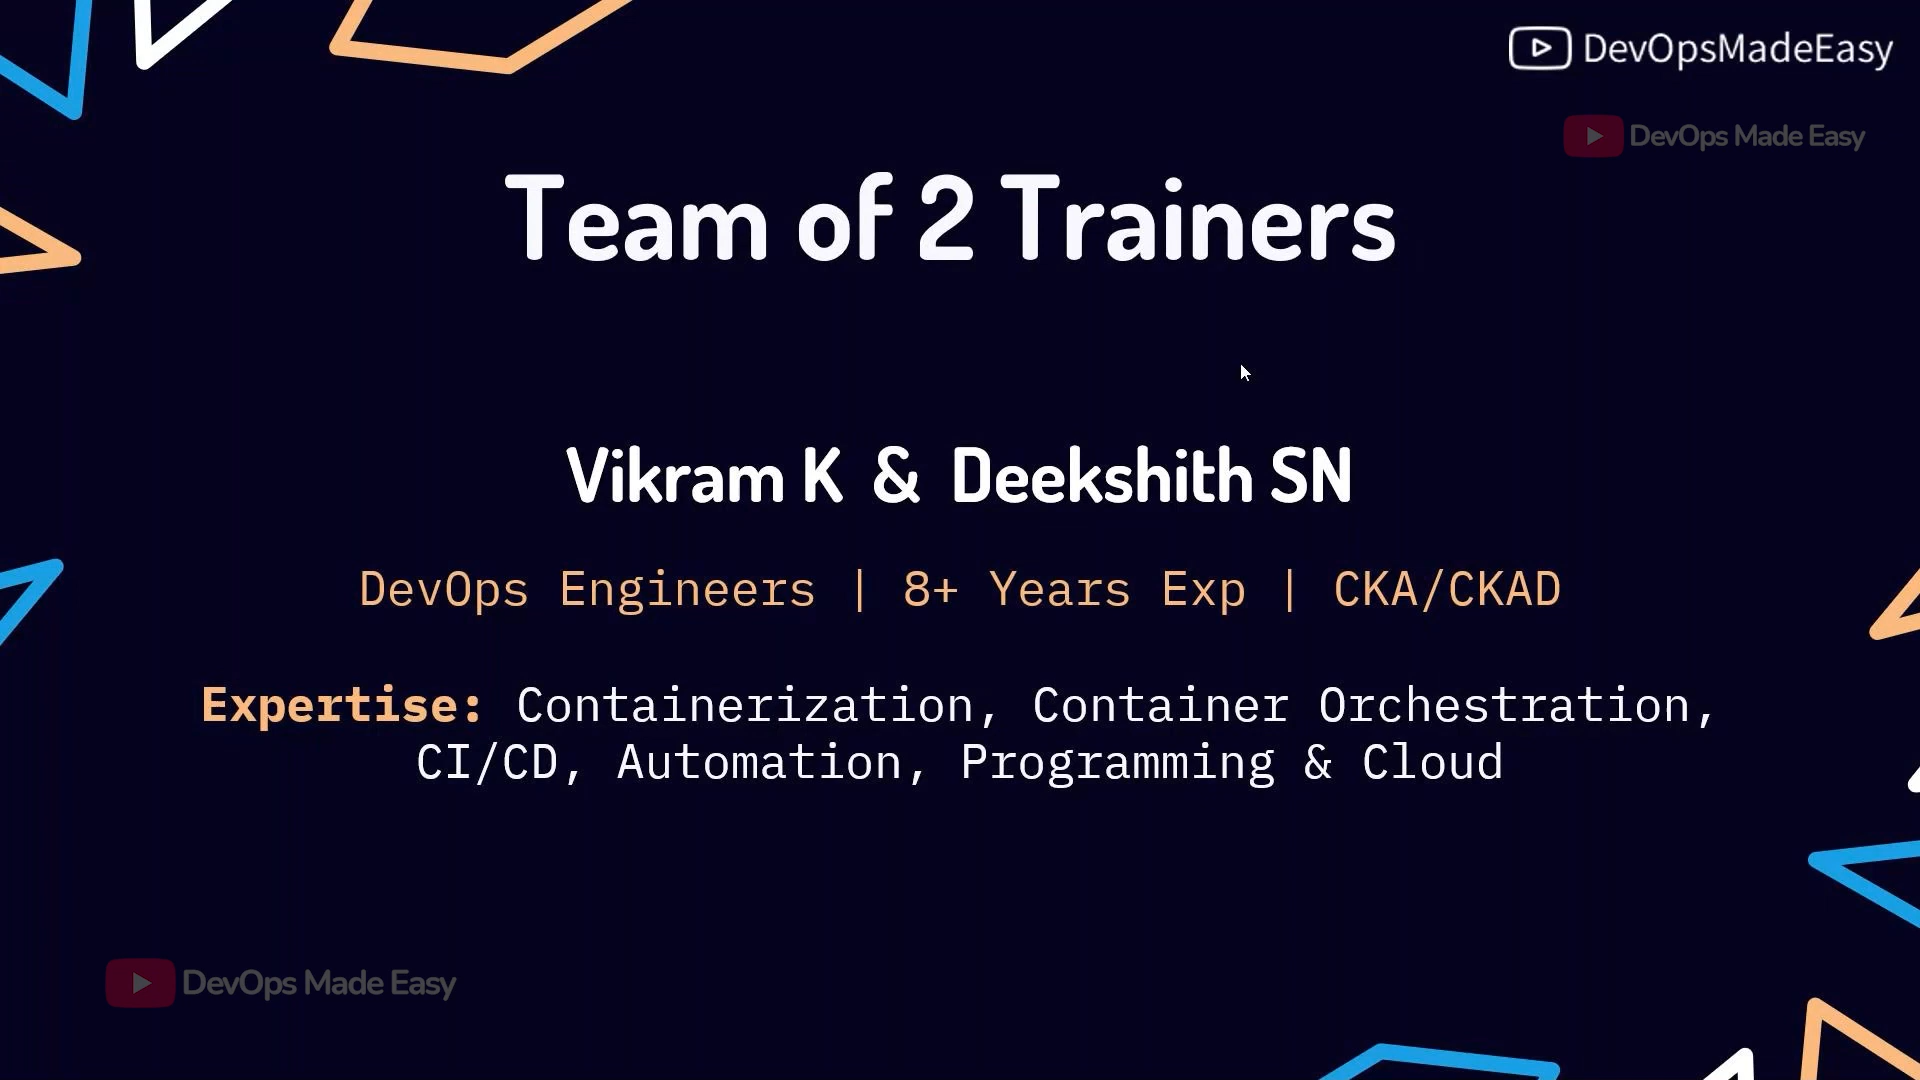 DevOpsMadeEasy
DevOps Made Easy
Team of 2 Trainers
Vikram K & Deekshith SN
DevOps Engineers | 8+ Years Exp | CKA/CKAD
Expertise: Containerization, Container Orchestration,
CI/CD, Automation, Programming & Cloud
DevOps Made Easy